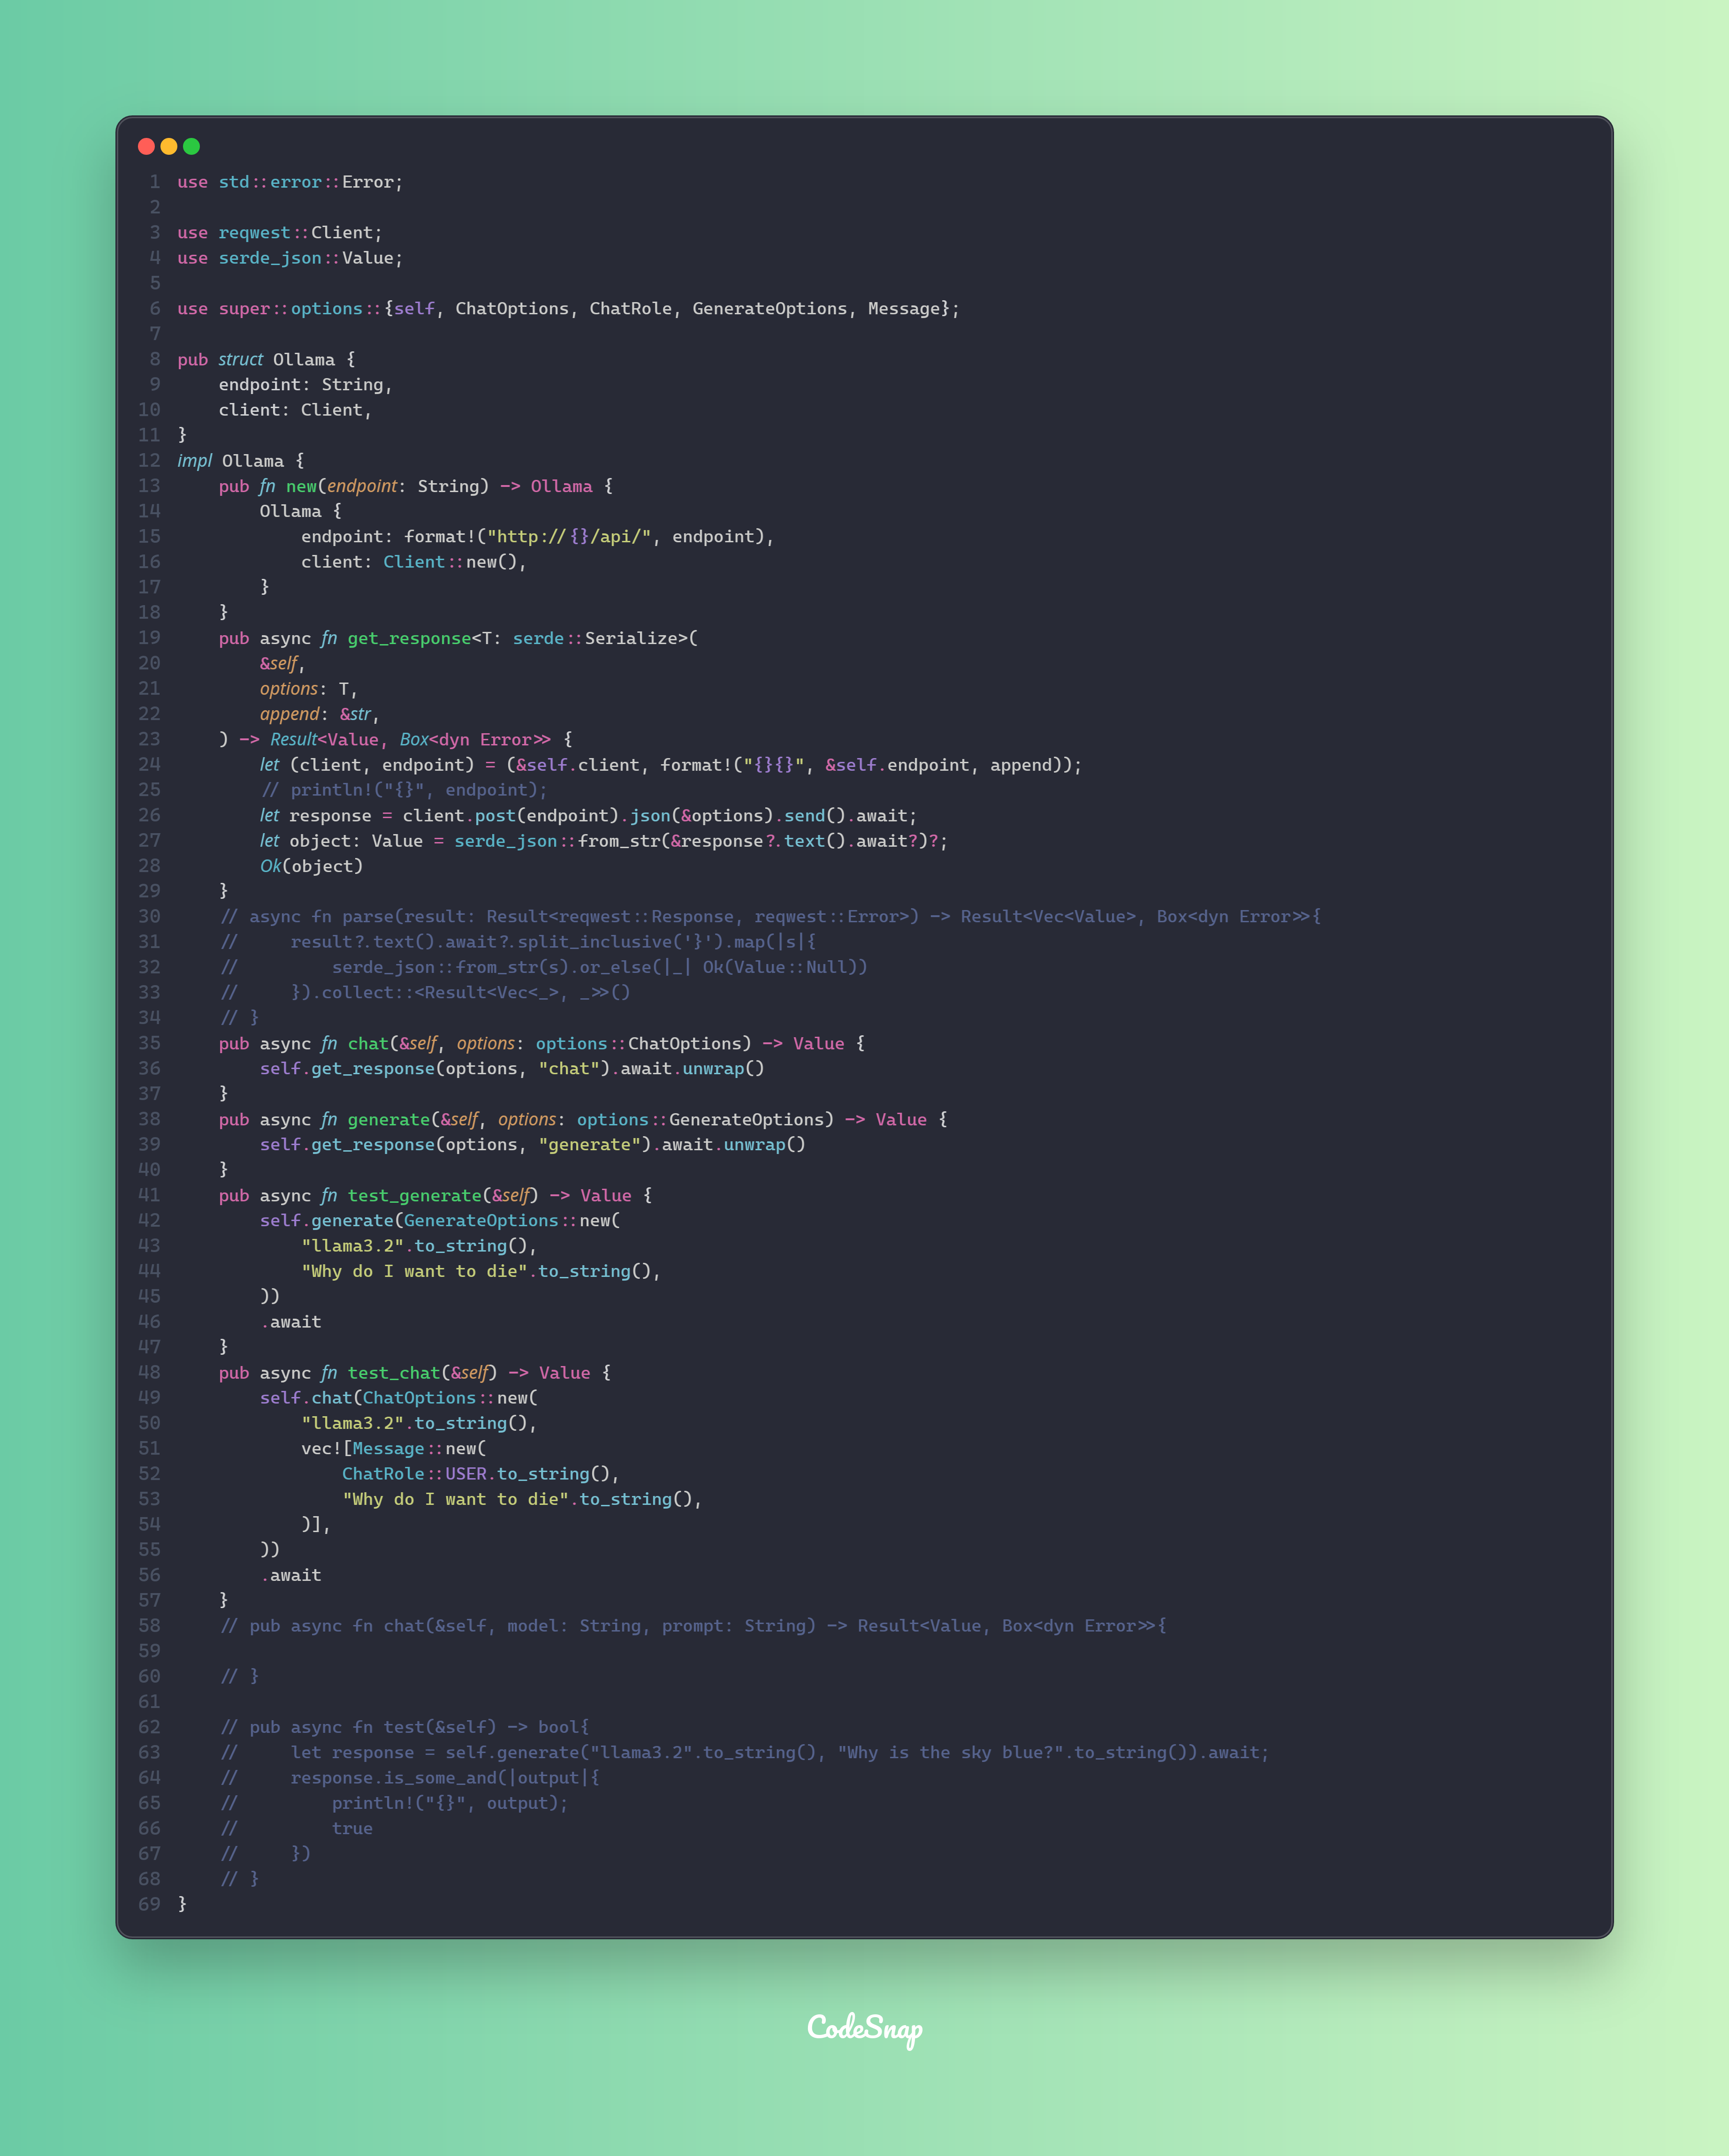 1 use std::error::Error;
2
3 use reqwest::Client;
4 use serde_json::Value;
5
6 use super::options::{self, ChatOptions, ChatRole, GenerateOptions, Message};
7
8 pub struct Ollama {
9     endpoint: String,
10     client: Client,
11 }
12 impl Ollama {
13     pub fn new(endpoint: String) -> Ollama {
14         Ollama {
15             endpoint: format!("http://{}/api/", endpoint),
16             client: Client::new(),
17         }
18     }
19     pub async fn get_response<T: serde::Serialize>(
20         &self,
21         options: T,
22         append: &str,
23     ) -> Result<Value, Box<dyn Error>> {
24         let (client, endpoint) = (&self.client, format!("{}{}", &self.endpoint, append));
25         // println!("{}", endpoint);
26         let response = client.post(endpoint).json(&options).send().await;
27         let object: Value = serde_json::from_str(&response?.text().await?)?;
28         Ok(object)
29     }
30     // async fn parse(result: Result<reqwest::Response, reqwest::Error>) -> Result<Vec<Value>, Box<dyn Error>>{
31     //     result?.text().await?.split_inclusive('}').map(|s|{
32     //         serde_json::from_str(s).or_else(|_| Ok(Value::Null))
33     //     }).collect::<Result<Vec<_>, _>>()
34     // }
35     pub async fn chat(&self, options: options::ChatOptions) -> Value {
36         self.get_response(options, "chat").await.unwrap()
37     }
38     pub async fn generate(&self, options: options::GenerateOptions) -> Value {
39         self.get_response(options, "generate").await.unwrap()
40     }
41     pub async fn test_generate(&self) -> Value {
42         self.generate(GenerateOptions::new(
43             "llama3.2".to_string(),
44             "Why do I want to die".to_string(),
45         ))
46         .await
47     }
48     pub async fn test_chat(&self) -> Value {
49         self.chat(ChatOptions::new(
50             "llama3.2".to_string(),
51             vec![Message::new(
52                 ChatRole::USER.to_string(),
53                 "Why do I want to die".to_string(),
54             )],
55         ))
56         .await
57     }
58     // pub async fn chat(&self, model: String, prompt: String) -> Result<Value, Box<dyn Error>>{
59
60     // }
61
62     // pub async fn test(&self) -> bool{
63     //     let response = self.generate("llama3.2".to_string(), "Why is the sky blue?".to_string()).await;
64     //     response.is_some_and(|output|{
65     //         println!("{}", output);
66     //         true
67     //     })
68     // }
69 }
CodeSnap